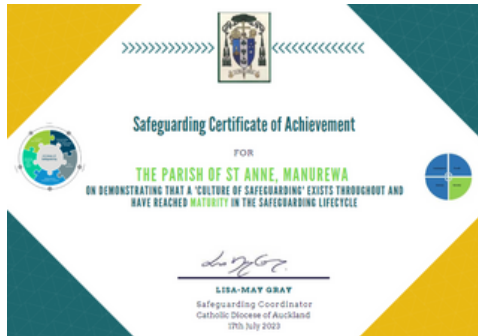 Safeguarding Certificate of Achievement
FOR
THE PARISH OF ST ANNE, MANUREWA
ON DEMONSTRATING THAT A 'CULTURE OF SAFEGUARDING' EXISTS THROUGHOUT AND
HAVE REACHED MATURITY IN THE SAFEGUARDING LIFECYCLE
LISA-MAY GRAY
Safeguarding Coordinator
Catholic Diocese of Auckland
17th July 2023